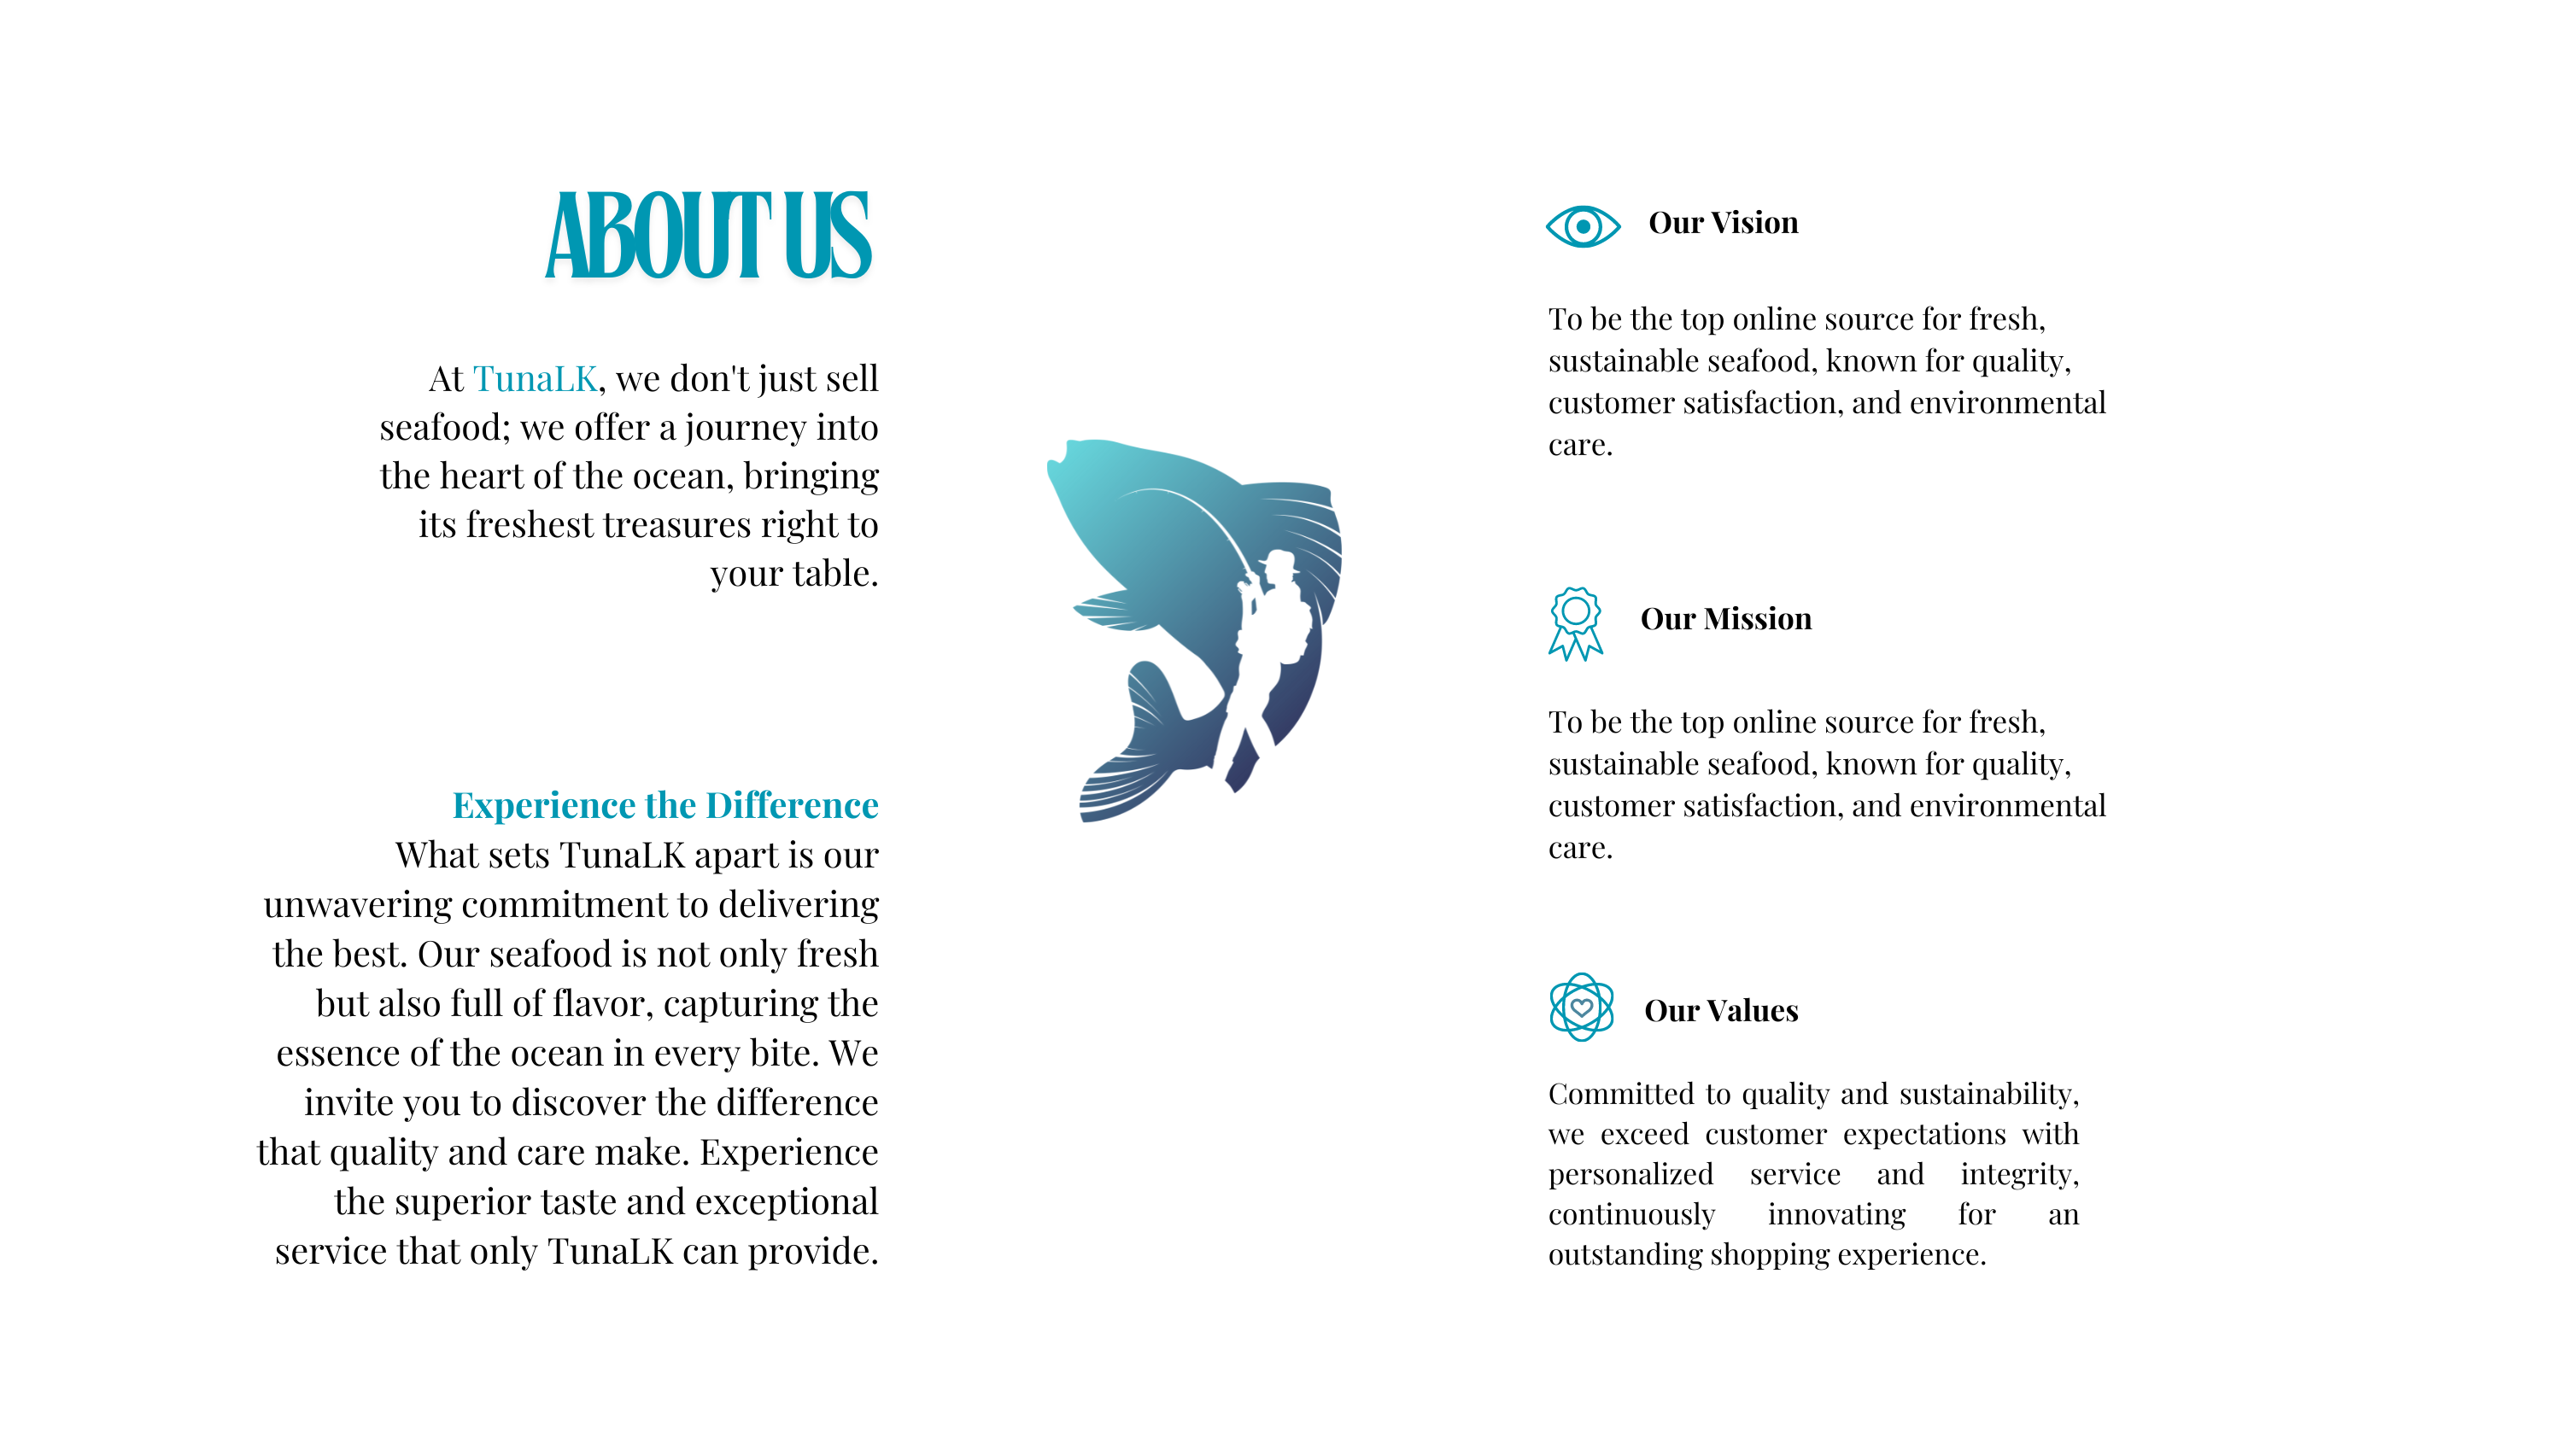 ABOUT US
At TunaLK, we don't just sell
seafood; we offer a journey into
the heart of the ocean, bringing
its freshest treasures right to
your table.
Experience the Difference
What sets TunaLK apart is our
unwavering commitment to delivering
the best. Our seafood is not only fresh
but also full of flavor, capturing the
essence of the ocean in every bite. We
invite you to discover the difference
that quality and care make. Experience
the superior taste and exceptional
service that only TunaLK can provide.
Our Vision
To be the top online source for fresh,
sustainable seafood, known for quality,
customer satisfaction, and environmental
care.
Our Mission
To be the top online source for fresh,
sustainable seafood, known for quality,
customer satisfaction, and environmental
care.
Our Values
Committed to quality and sustainability,
we exceed customer expectations with
personalized service and integrity,
continuously innovating for an
outstanding shopping experience.